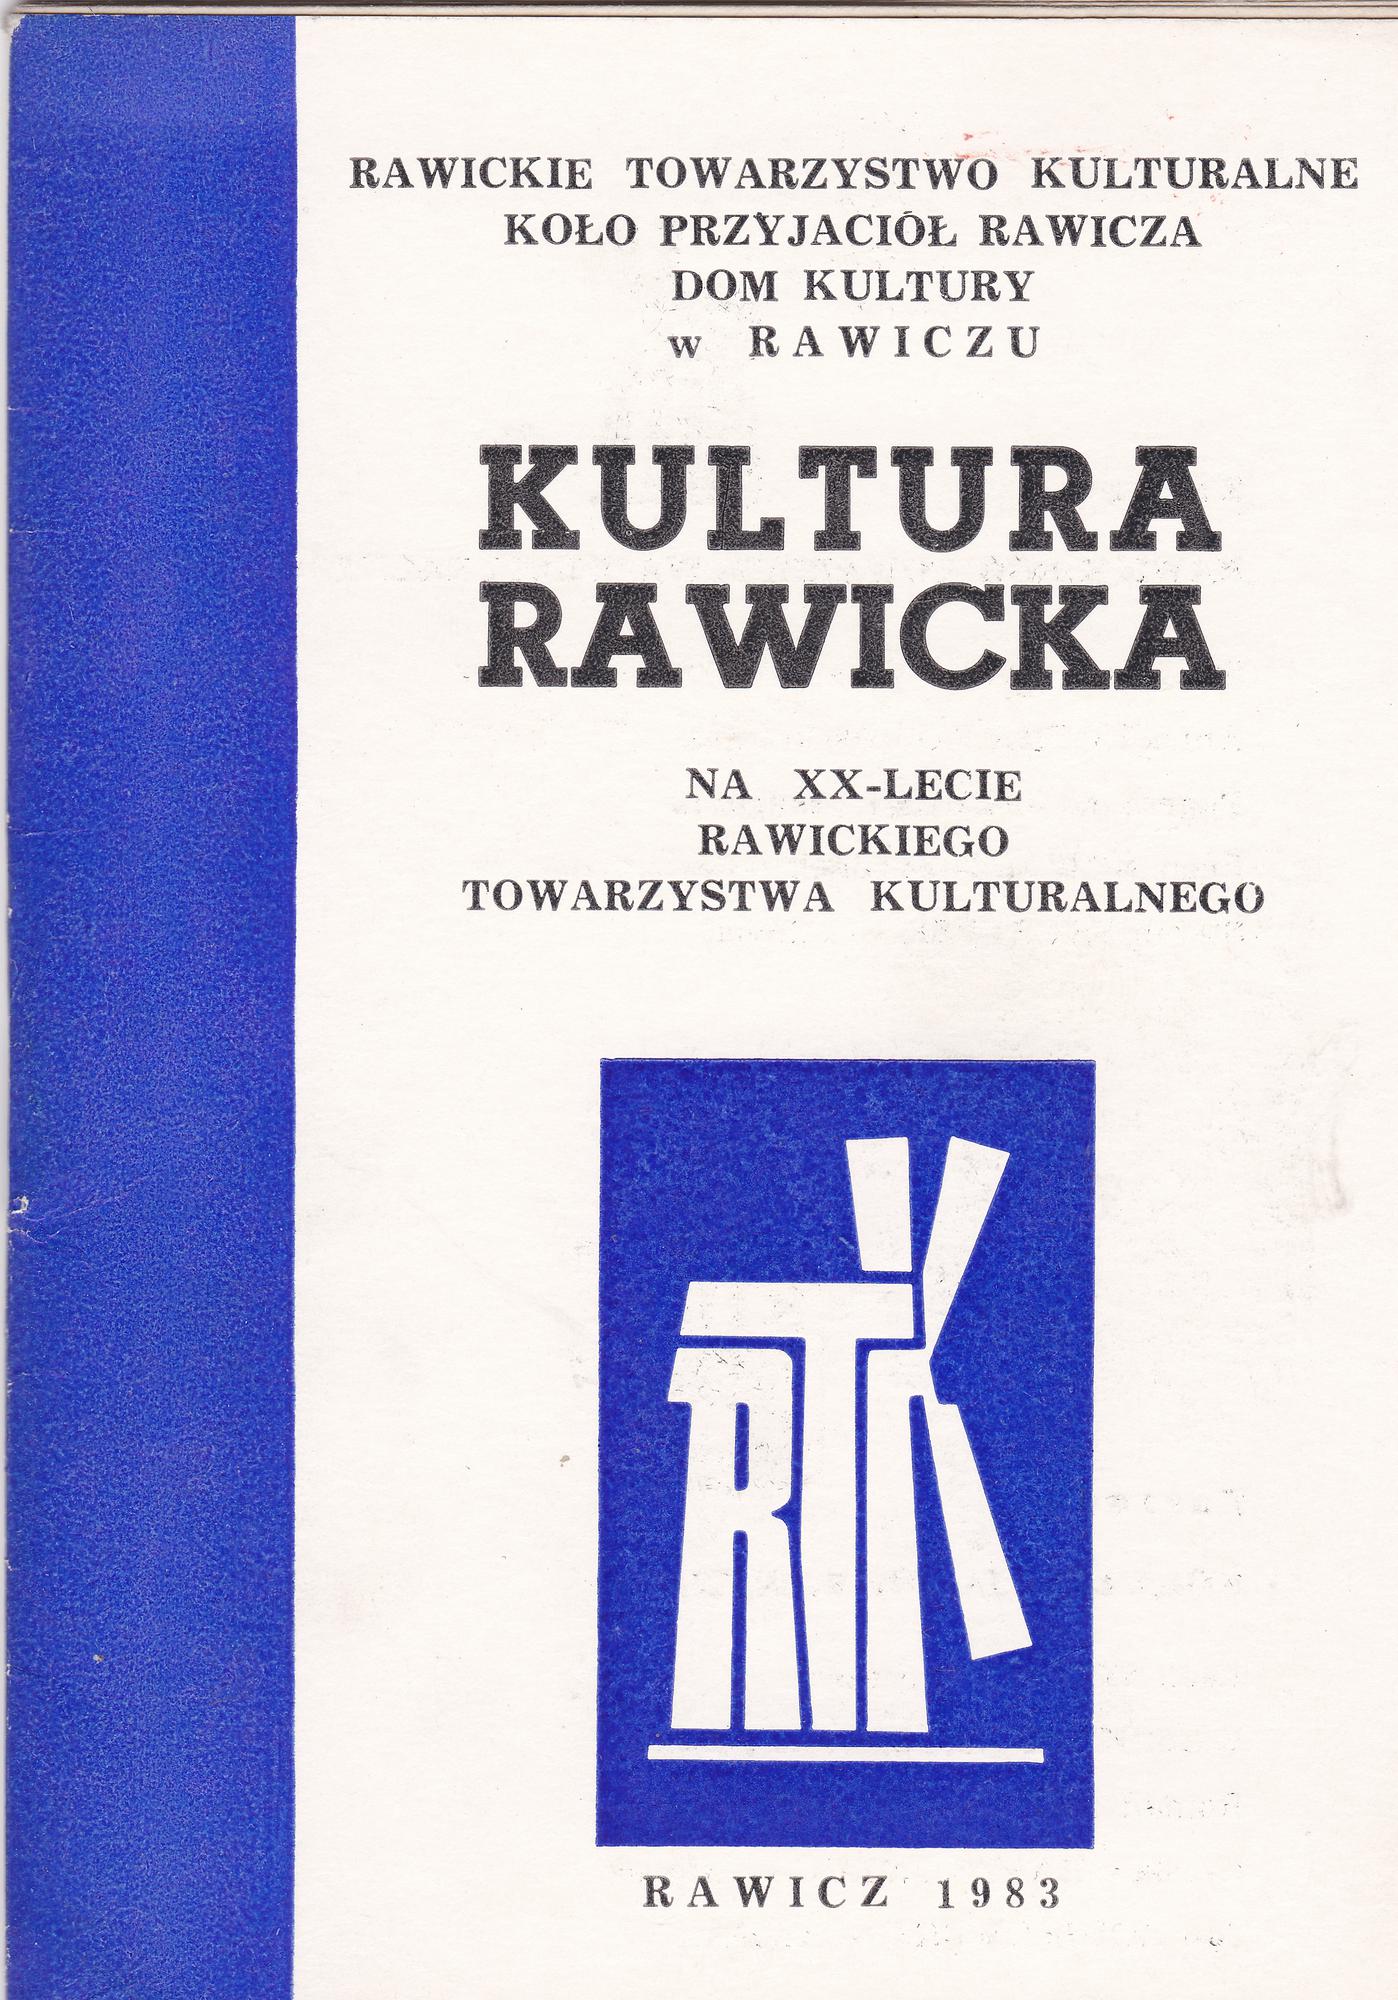 RAWICKIE TOWARZYSTWO KULTURALNE
KOŁO PRZYJACIÓŁ RAWICZA
DOM KULTURY
w RAWICZU
KULTURA
RAWICKA
NA XX-LECIE
RAWICKIEGO
TOWARZYSTWA KULTURALNEGO
RTK
RAWICZ 1983